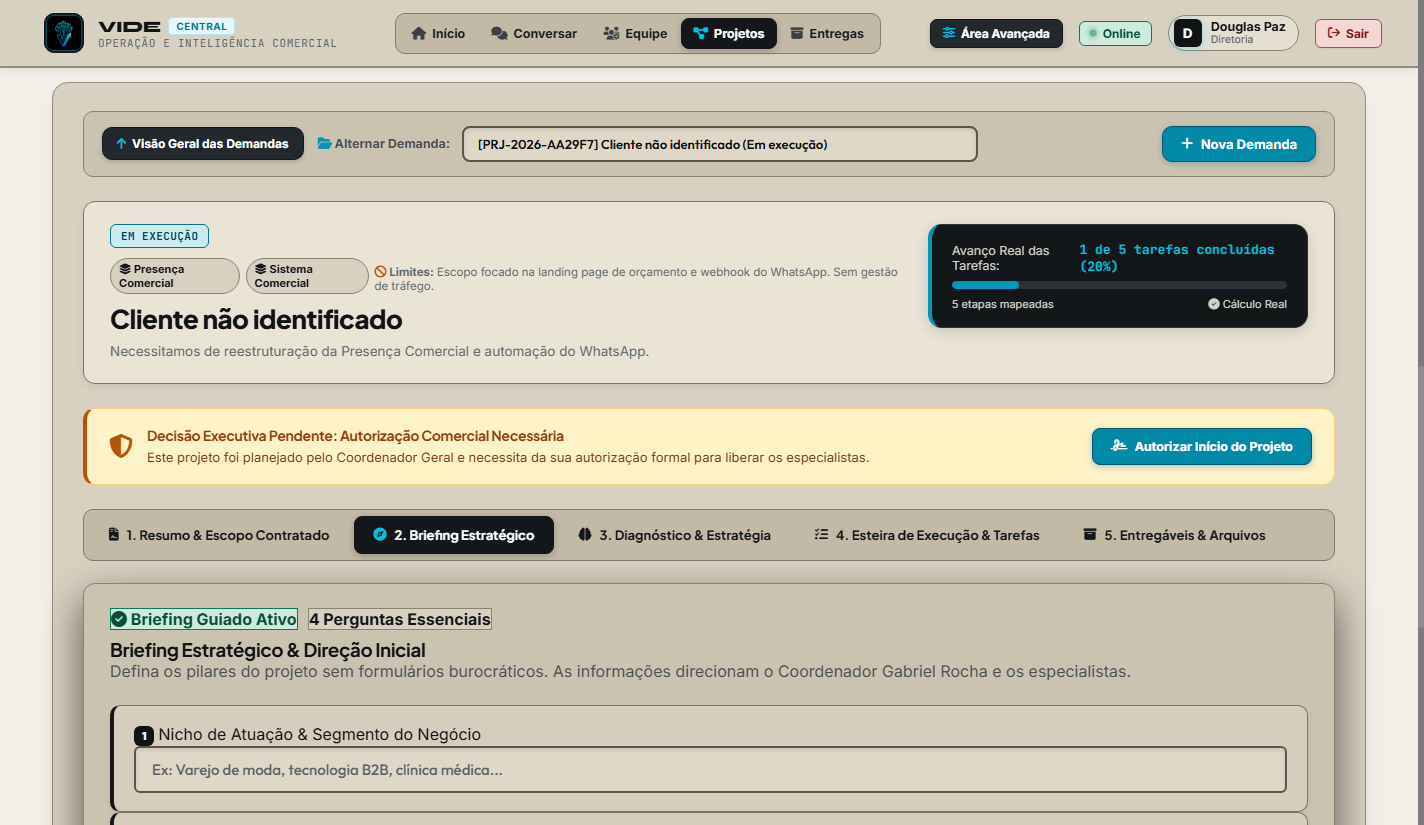 VIDE CENTRAL
OPERAÇÃO E INTELIGÊNCIA COMERCIAL
Início
Conversar
Equipe
Projetos
Entregas
Área Avançada
Online
D
Douglas Paz
Diretoria
Sair
Visão Geral das Demandas
Alternar Demanda:
[PRJ-2026-AA29F7] Cliente não identificado (Em execução)
Nova Demanda
EM EXECUÇÃO
Presença
Comercial
Sistema
Comercial
Limites: Escopo focado na landing page de orçamento e webhook do WhatsApp. Sem gestão
de tráfego.
Cliente não identificado
Necessitamos de reestruturação da Presença Comercial e automação do WhatsApp.
Avanço Real das
Tarefas:
1 de 5 tarefas concluídas
(20%)
5 etapas mapeadas
Cálculo Real
Decisão Executiva Pendente: Autorização Comercial Necessária
Este projeto foi planejado pelo Coordenador Geral e necessita da sua autorização formal para liberar os especialistas.
Autorizar Início do Projeto
1. Resumo & Escopo Contratado
2. Briefing Estratégico
3. Diagnóstico & Estratégia
4. Esteira de Execução & Tarefas
5. Entregáveis & Arquivos
Briefing Guiado Ativo
4 Perguntas Essenciais
Briefing Estratégico & Direção Inicial
Defina os pilares do projeto sem formulários burocráticos. As informações direcionam o Coordenador Gabriel Rocha e os especialistas.
1 Nicho de Atuação & Segmento do Negócio
Ex: Varejo de moda, tecnologia B2B, clínica médica...